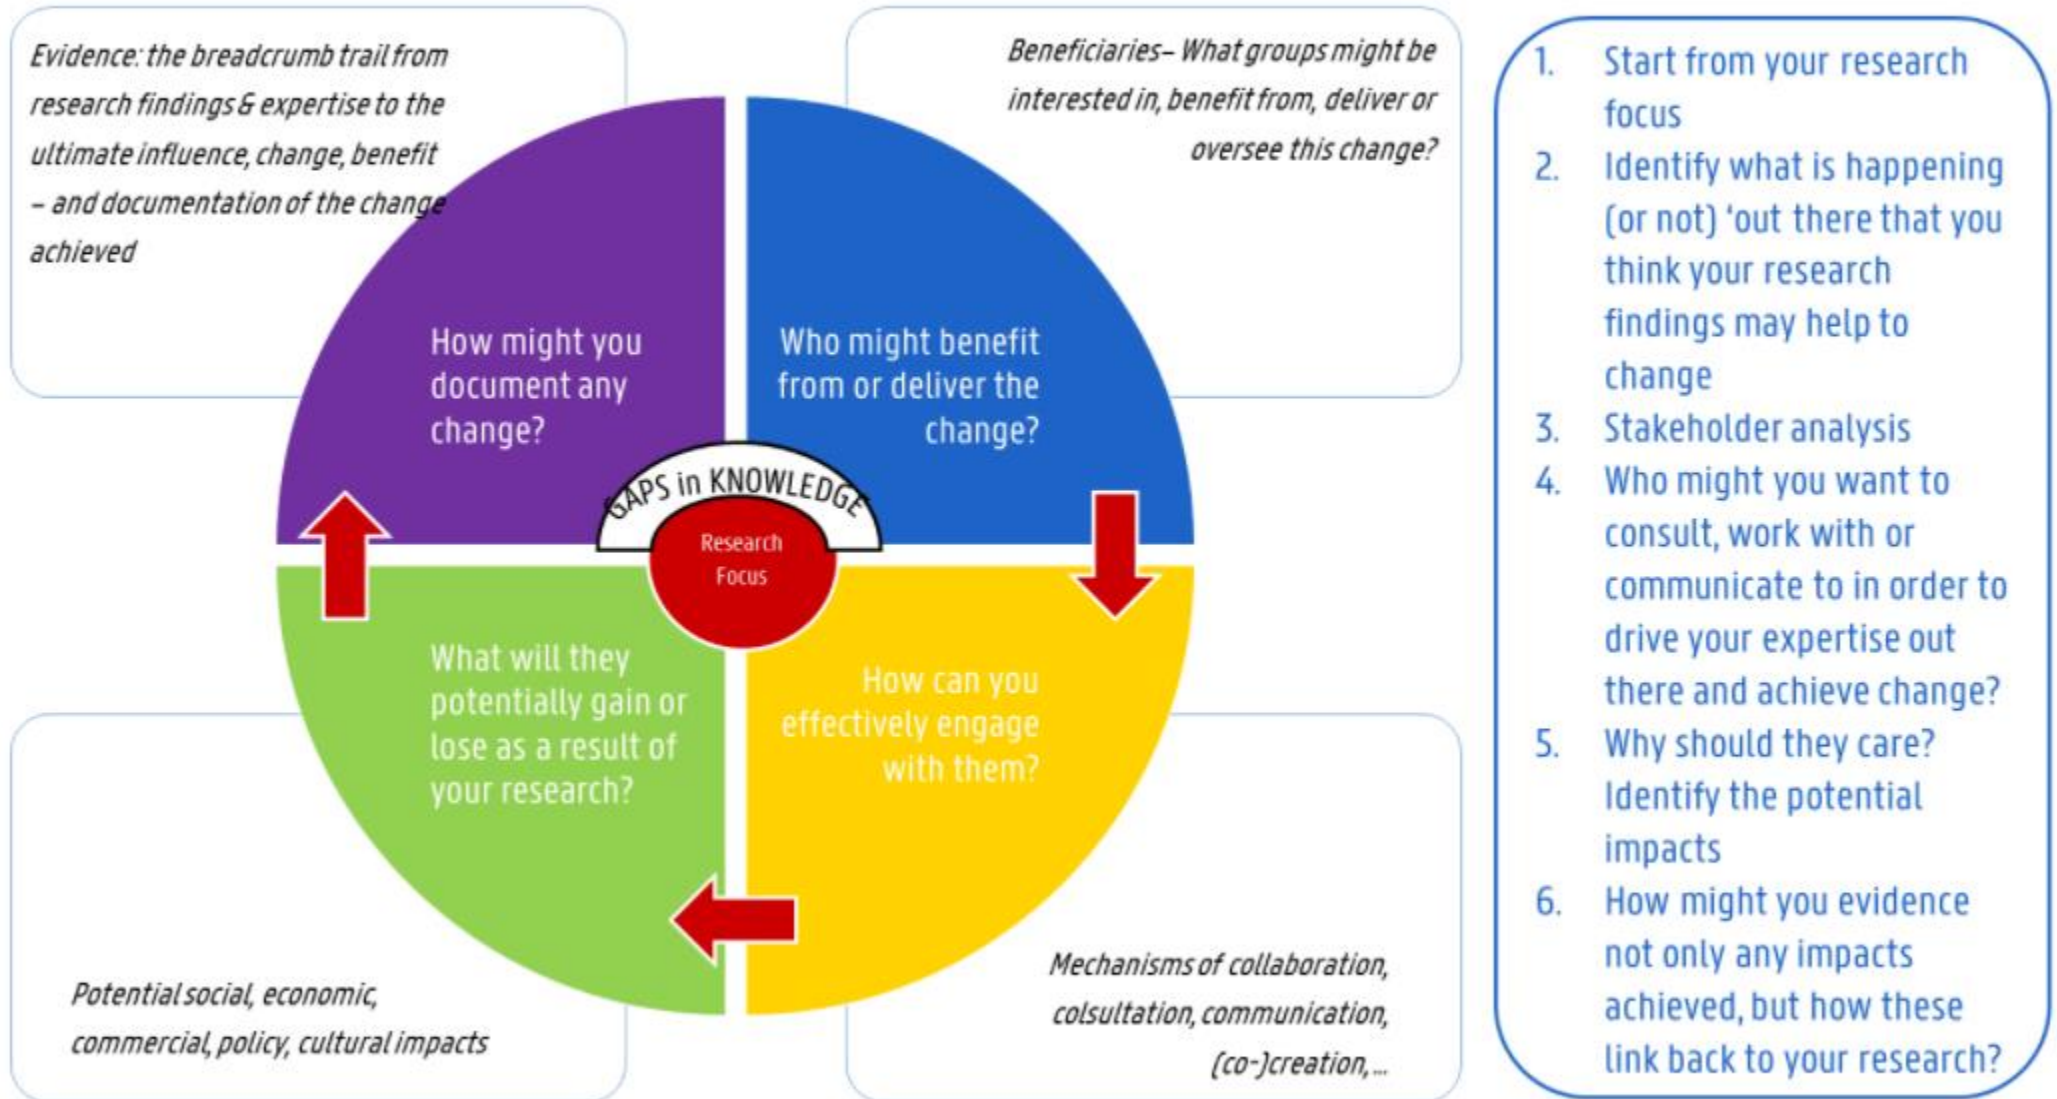 Evidence: the breadcrumb trail from
research findings & expertise to the
ultimate influence, change, benefit
– and documentation of the change
achieved
Beneficiaries– What groups might be
interested in, benefit from, deliver or
oversee this change?
How might you
document any
change?
Who might benefit
from or deliver the
change?
GAPS in KNOWLEDGE
Research
Focus
What will they
potentially gain or
lose as a result of
your research?
How can you
effectively engage
with them?
Potential social, economic,
commercial, policy, cultural impacts
Mechanisms of collaboration,
colsultation, communication,
(co-)creation, ...
1. Start from your research
focus
2. Identify what is happening
(or not) ‘out there that you
think your research
findings may help to
change
3. Stakeholder analysis
4. Who might you want to
consult, work with or
communicate to in order to
drive your expertise out
there and achieve change?
5. Why should they care?
Identify the potential
impacts
6. How might you evidence
not only any impacts
achieved, but how these
link back to your research?